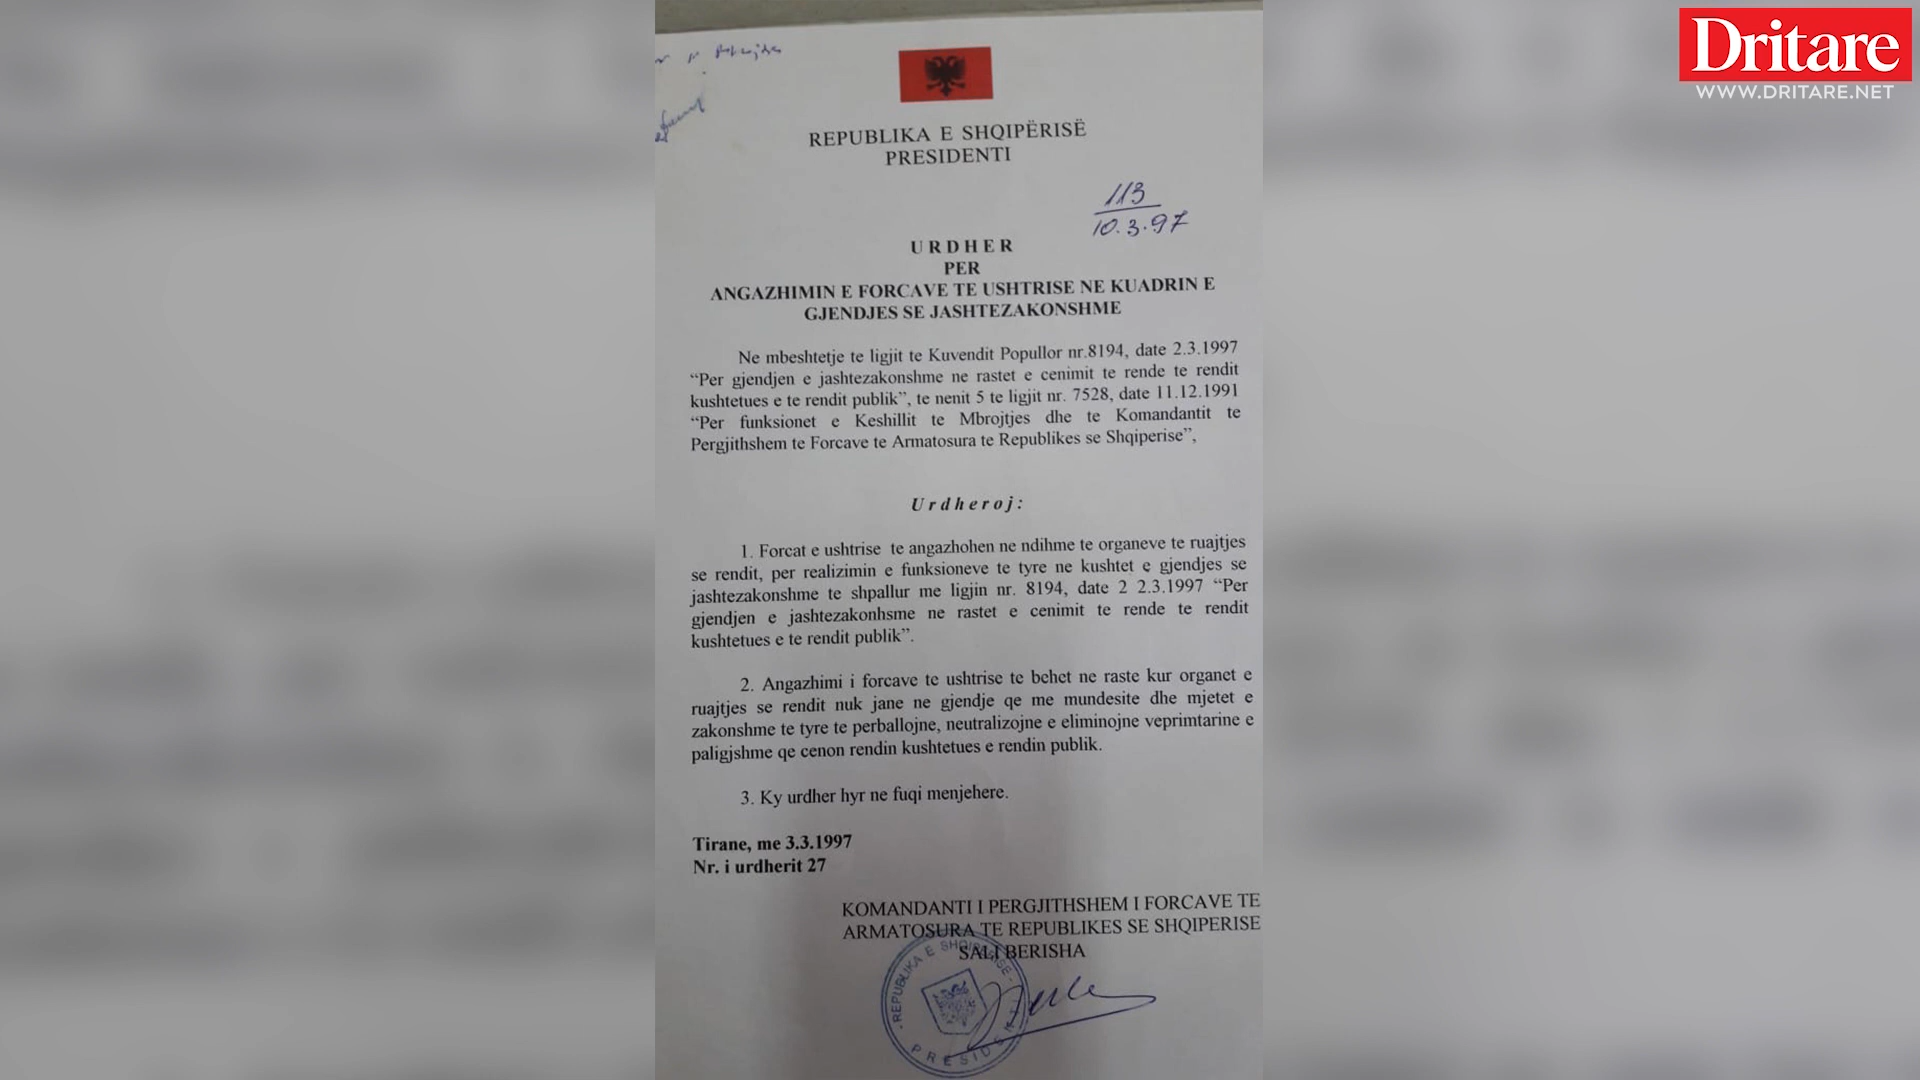 Dritare
WWW.DRITARE.NET
REPUBLIKA E SHQIPËRISË
PRESIDENTI
113
10.3.97
URDHER
PER
ANGAZHIMIN E FORCAVE TE USHTRISE NE KUADRIN E
GJENDJES SE JASHTEZAKONSHME
Ne mbeshtetje te ligjit te Kuvendit Popullor nr.8194, date 2.3.1997
“Per gjendjen e jashtezakonshme ne rastet e cenimit te rende te rendit
kushtetues e te rendit publik”, te nenit 5 te ligjit nr. 7528, date 11.12.1991
“Per funksionet e Keshillit te Mbrojtjes dhe te Komandantit te
Pergjithshem te Forcave te Armatosura te Republikes se Shqiperise”,
Urdheroj:
1. Forcat e ushtrise te angazhohen ne ndihme te organeve te ruajtjes
se rendit, per realizimin e funksioneve te tyre ne kushtet e gjendjes se
jashtezakonshme te shpallur me ligjin nr. 8194, date 2 2.3.1997 “Per
gjendjen e jashtezakonhsme ne rastet e cenimit te rende te rendit
kushtetues e te rendit publik”.
2. Angazhimi i forcave te ushtrise te behet ne raste kur organet e
ruajtjes se rendit nuk jane ne gjendje qe me mundesite dhe mjetet e
zakonshme te tyre te perballojne, neutralizojne e eliminojne veprimtarine e
paligjshme qe cenon rendin kushtetues e rendin publik.
3. Ky urdher hyr ne fuqi menjehere.
Tirane, me 3.3.1997
Nr. i urdherit 27
KOMANDANTI I PERGJITHSHEM I FORCAVE TE
ARMATOSURA TE REPUBLIKES SE SHQIPERISE
SALI BERISHA
REPUBLIKA E SHQIPERISE
PRESIDENTI